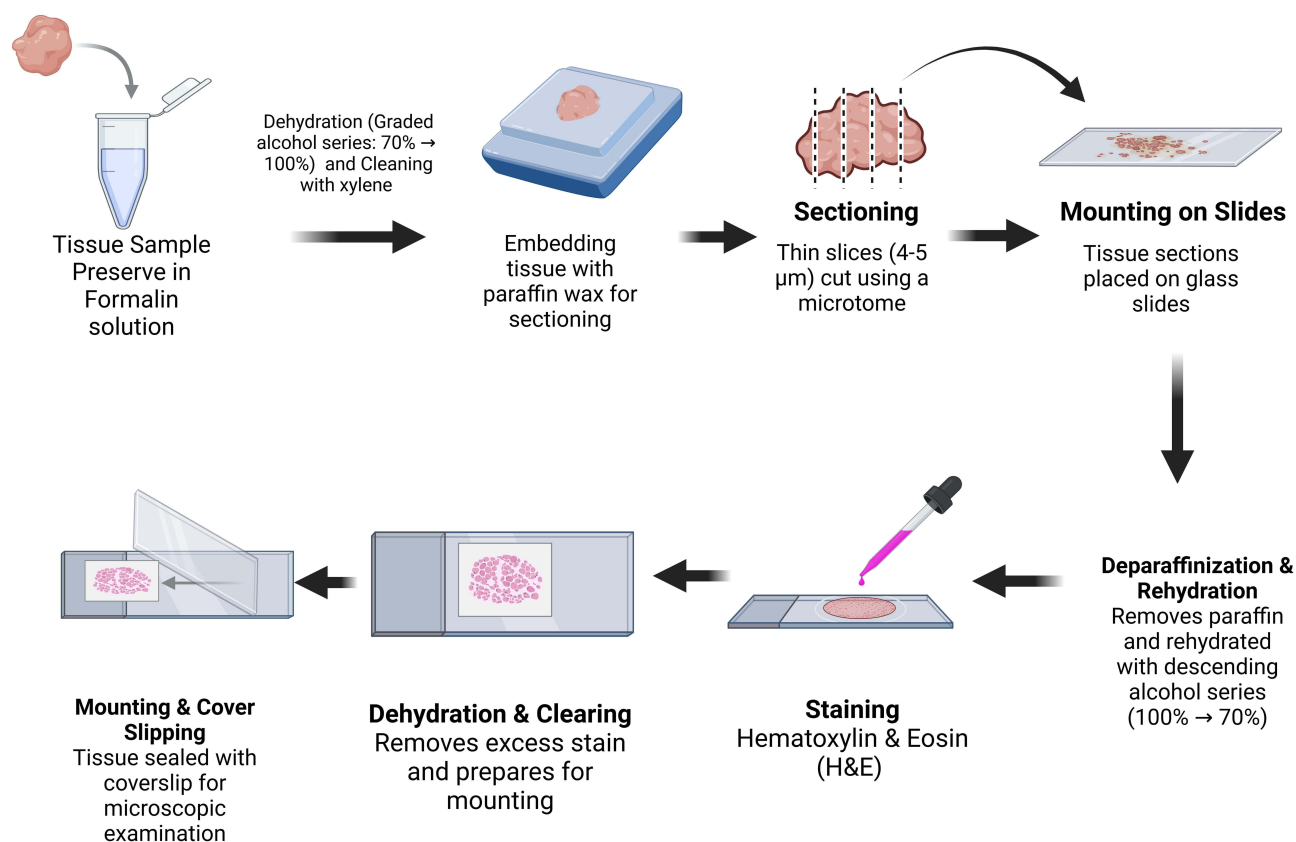 Tissue Sample
Preserve in
Formalin
solution
Dehydration (Graded
alcohol series: 70% →
100%) and Cleaning
with xylene
Embedding
tissue with
paraffin wax for
sectioning
Sectioning
Thin slices (4-5
µm) cut using a
microtome
Mounting on Slides
Tissue sections
placed on glass
slides
Deparaffinization &
Rehydration
Removes paraffin
and rehydrated
with descending
alcohol series
(100% → 70%)
Staining
Hematoxylin & Eosin
(H&E)
Dehydration & Clearing
Removes excess stain
and prepares for
mounting
Mounting & Cover
Slipping
Tissue sealed with
coverslip for
microscopic
examination